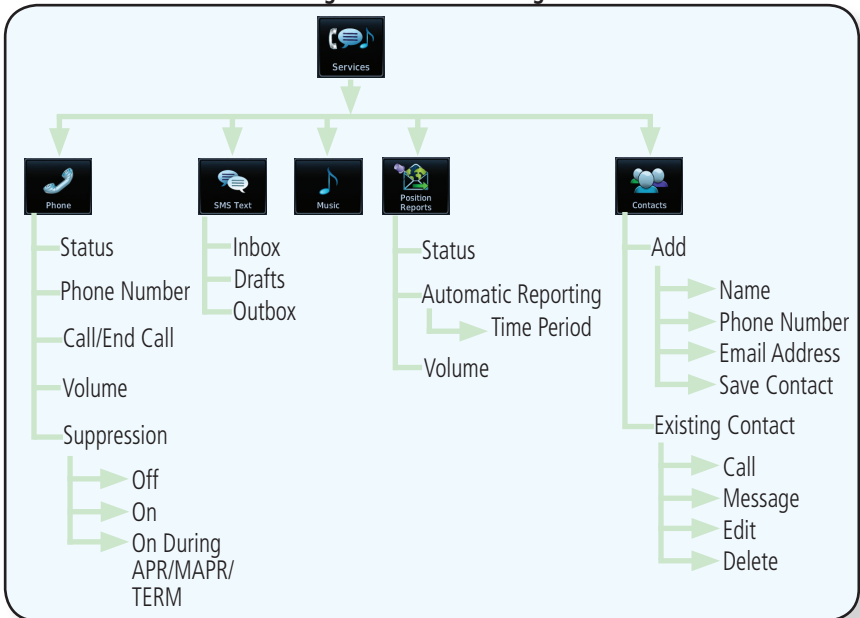 Services
Phone
SMS Text
Music
Position
Reports
Contacts
Status
Phone Number
Call/End Call
Volume
Suppression
Off
On
On During
APR/MAPR/
TERM
Inbox
Drafts
Outbox
Status
Automatic Reporting
Time Period
Volume
Add
Name
Phone Number
Email Address
Save Contact
Existing Contact
Call
Message
Edit
Delete